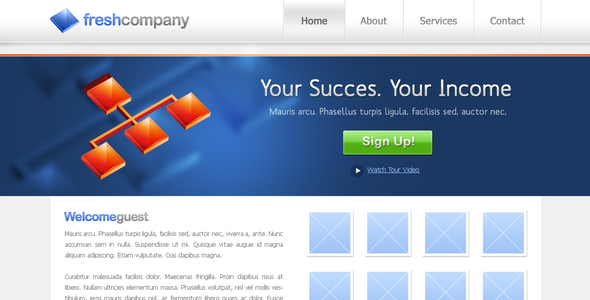 freshcompany
Home
About
Services
Contact
Your Succes. Your Income
Mauris arcu. Phasellus turpis ligula, facilisis sed, auctor nec,
Sign Up!
Watch Tour Video
Welcomeguest
Mauris arcu. Phasellus turpis ligula, facilisis sed, auctor nec, viverra a, ante. Nunc
accumsan sem in nulla. Suspendisse ut mi. Quisque vitae augue id magna
aliquam adipiscing. Etiam vulputate. Cras dapibus magna.
Curabitur malesuada facilisis dolor. Maecenas fringilla. Proin dapibus risus at
libero. Nullam ultricies elementum massa. Phasellus volutpat, nisl vel mollis ves-
tibulum, eros mauris dapibus nisl, ac fermentum libero quam ac dolor. Fusce